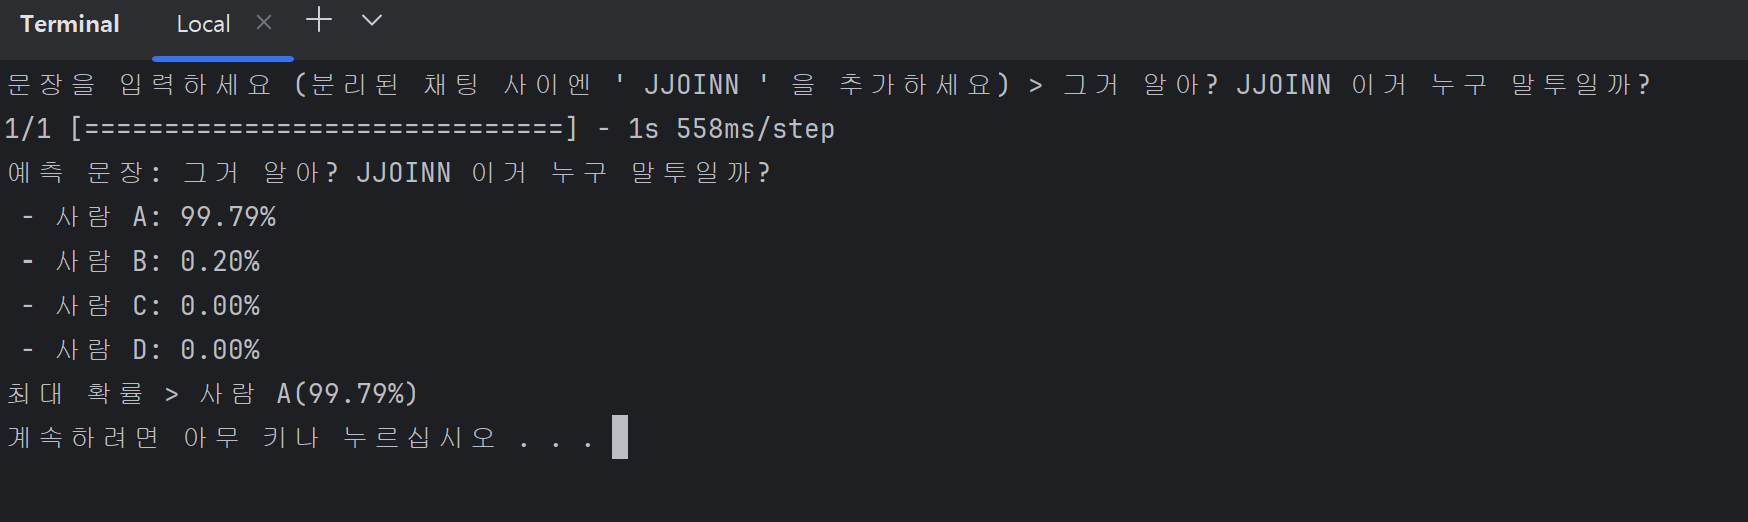 Terminal Local
문장을 입력하세요 (분리된 채팅 사이엔 ' JJOINN ' 을 추가하세요) > 그거 알아? JJOINN 이거 누구 말투일까?
1/1 [==============================] - 1s 558ms/step
예측 문장: 그거 알아? JJOINN 이거 누구 말투일까?
- 사람 A: 99.79%
- 사람 B: 0.20%
- 사람 C: 0.00%
- 사람 D: 0.00%
최대 확률 > 사람 A(99.79%)
계속하려면 아무 키나 누르십시오 . . .